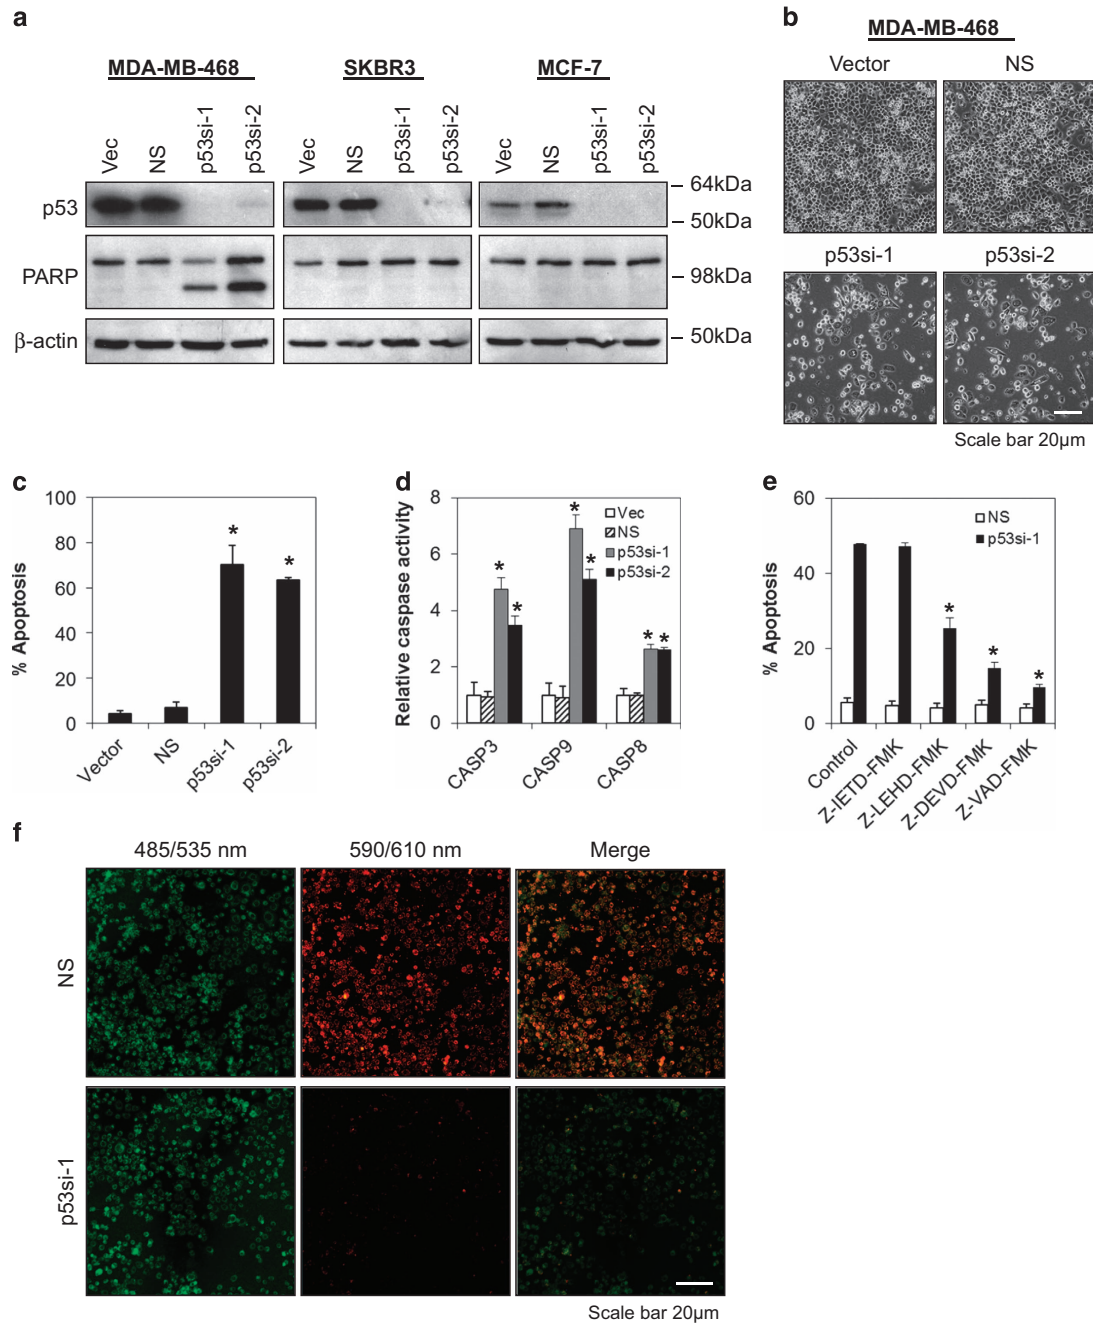 a
MDA-MB-468 SKBR3 MCF-7
Vec NS p53si-1 p53si-2 Vec NS p53si-1 p53si-2 Vec NS p53si-1 p53si-2
p53
– 64kDa
– 50kDa
PARP
– 98kDa
β-actin
– 50kDa
b
MDA-MB-468
Vector NS
p53si-1 p53si-2
Scale bar 20µm
c
% Apoptosis
100
80
60
40
20
0
* *
Vector NS p53si-1 p53si-2
d
Relative caspase activity
8
6
4
2
0
Vec
NS
p53si-1
p53si-2
* * * * * *
CASP3 CASP9 CASP8
e
% Apoptosis
60
40
20
0
NS
p53si-1
* * *
Control Z-IETD-FMK Z-LEHD-FMK Z-DEVD-FMK Z-VAD-FMK
f
485/535 nm 590/610 nm Merge
NS
p53si-1
Scale bar 20µm